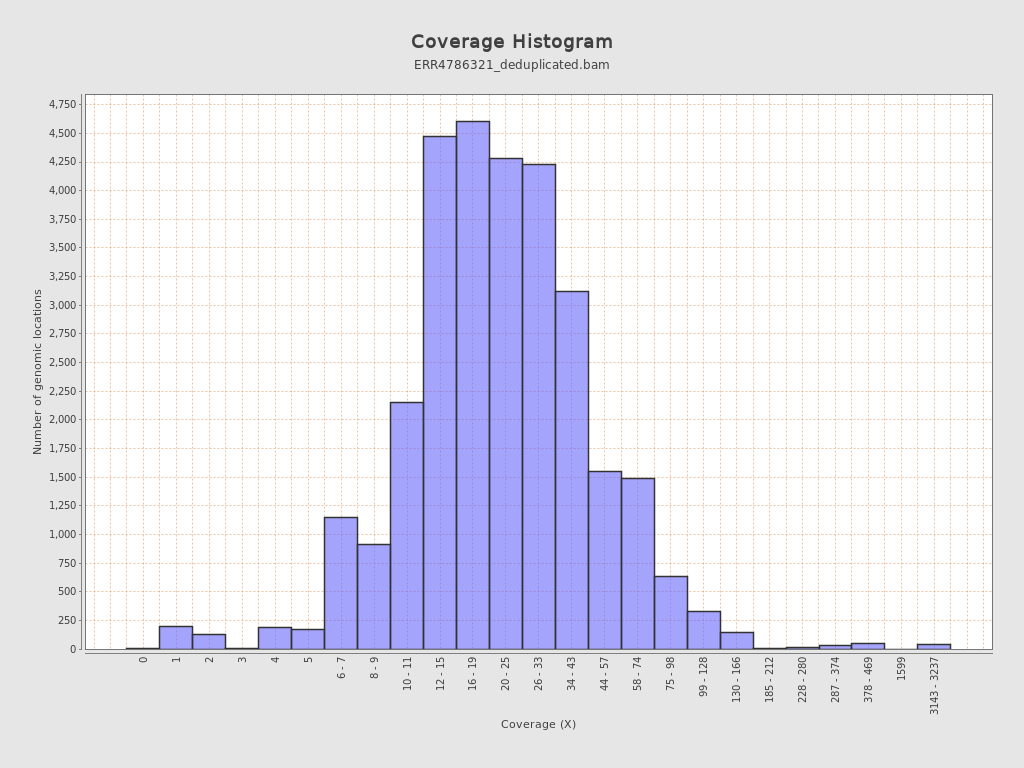 Coverage Histogram
ERR4786321_deduplicated.bam
Number of genomic locations
4,750
4,500
4,250
4,000
3,750
3,500
3,250
3,000
2,750
2,500
2,250
2,000
1,750
1,500
1,250
1,000
750
500
250
0
0
1
2
3
4
5
6 - 7
8 - 9
10 - 11
12 - 15
16 - 19
20 - 25
26 - 33
34 - 43
44 - 57
58 - 74
75 - 98
99 - 128
130 - 166
185 - 212
228 - 280
287 - 374
378 - 469
1599
3143 - 3237
Coverage (X)